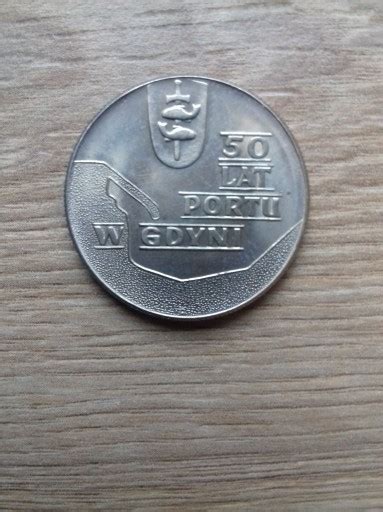 50
LAT
PORTU
W GDYNI